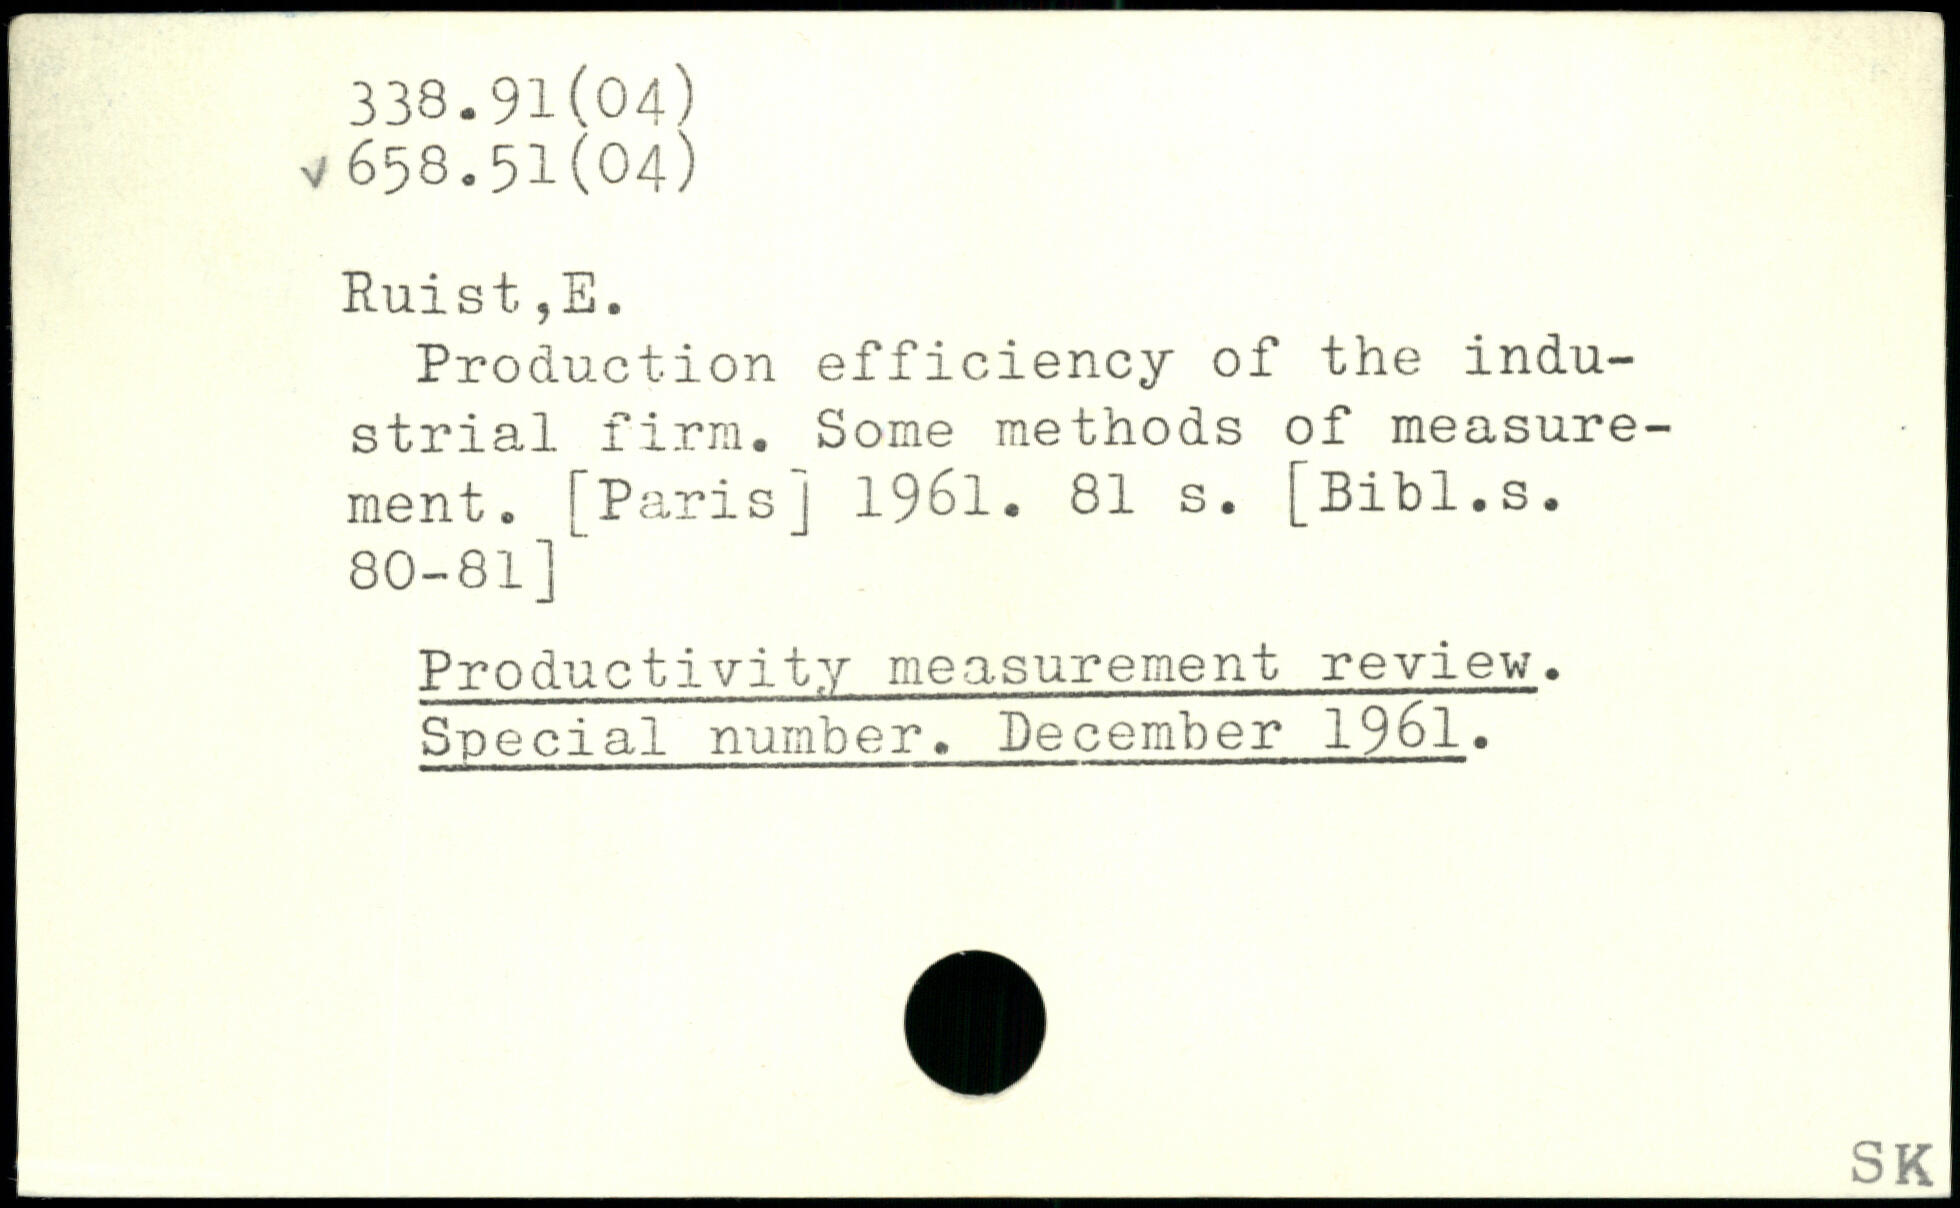 338.91(04)
✓ 658.51(04)
Ruist,E.
Production efficiency of the indu-
strial firm. Some methods of measure-
ment. [Paris] 1961. 81 s. [Bibl.s.
80-81]
Productivity measurement review.
Special number. December 1961.
SK